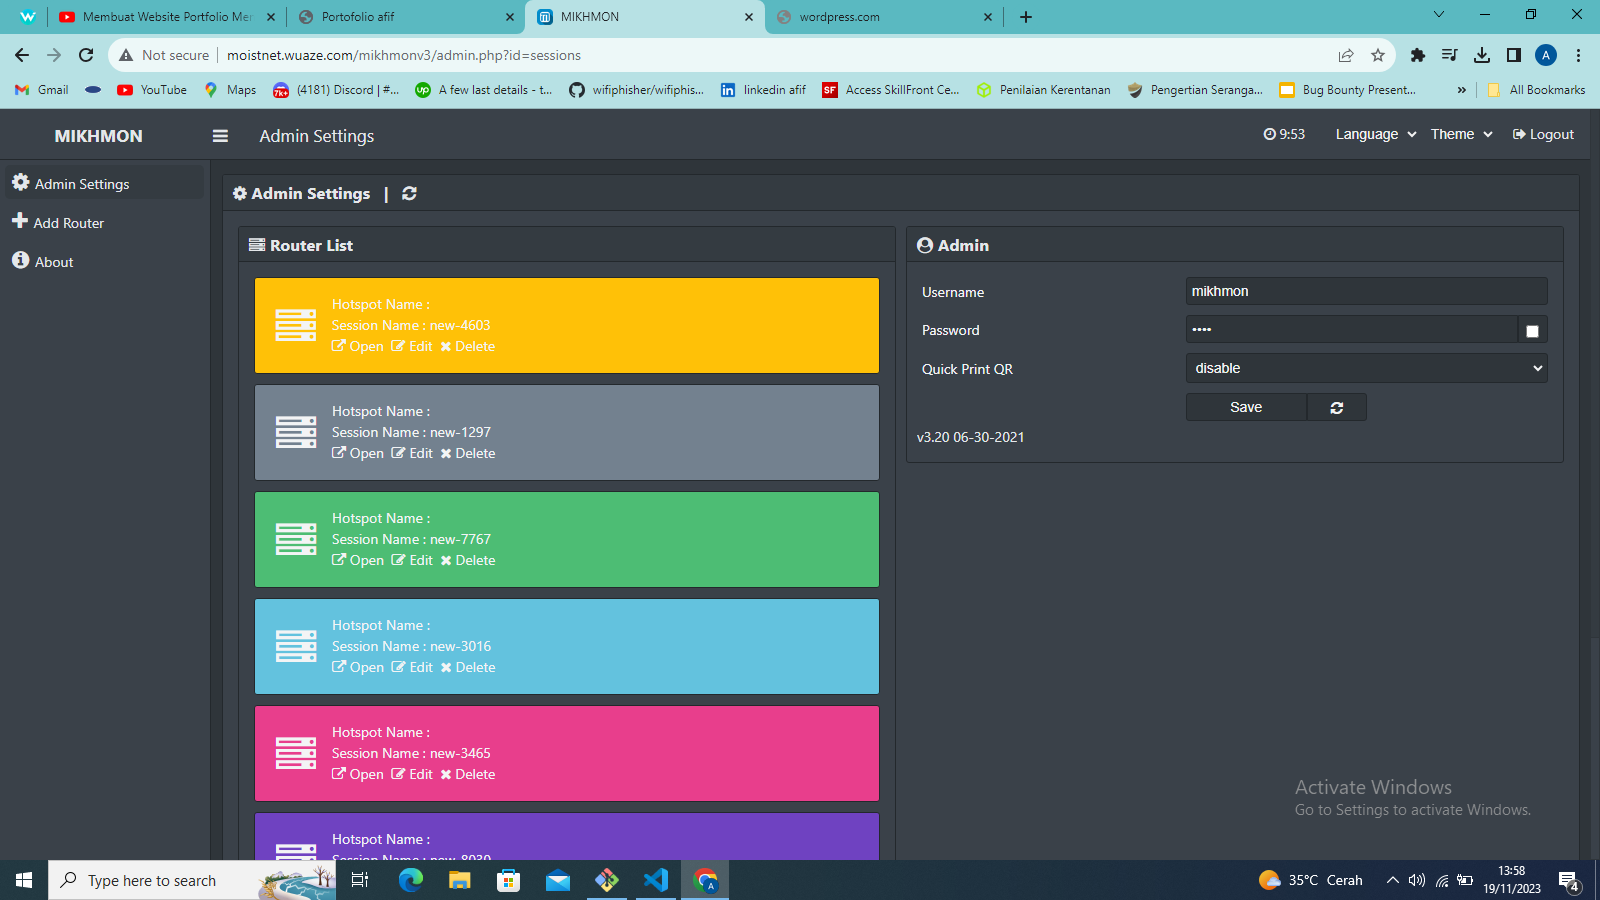 Membuat Website Portfolio Mer
Portofolio afif
MIKHMON
wordpress.com
Not secure
moistnet.wuaze.com/mikhmonv3/admin.php?id=sessions
A
Gmail
YouTube
Maps
7k+
(4181) Discord | #...
up
A few last details - t...
wifiphisher/wifiphis...
in
linkedin afif
SF
Access SkillFront Ce...
Penilaian Kerentanan
Pengertian Seranga...
Bug Bounty Present...
»
All Bookmarks
MIKHMON
Admin Settings
9:53
Language
Theme
Logout
Admin Settings
Add Router
About
Admin Settings |
Router List
Hotspot Name :
Session Name : new-4603
Open Edit Delete
Hotspot Name :
Session Name : new-1297
Open Edit Delete
Hotspot Name :
Session Name : new-7767
Open Edit Delete
Hotspot Name :
Session Name : new-3016
Open Edit Delete
Hotspot Name :
Session Name : new-3465
Open Edit Delete
Hotspot Name :
Session Name : new-8030
Admin
Username
mikhmon
Password
••••
Quick Print QR
disable
Save
v3.20 06-30-2021
Activate Windows
Go to Settings to activate Windows.
Type here to search
A
35°C Cerah
13:58
19/11/2023
4